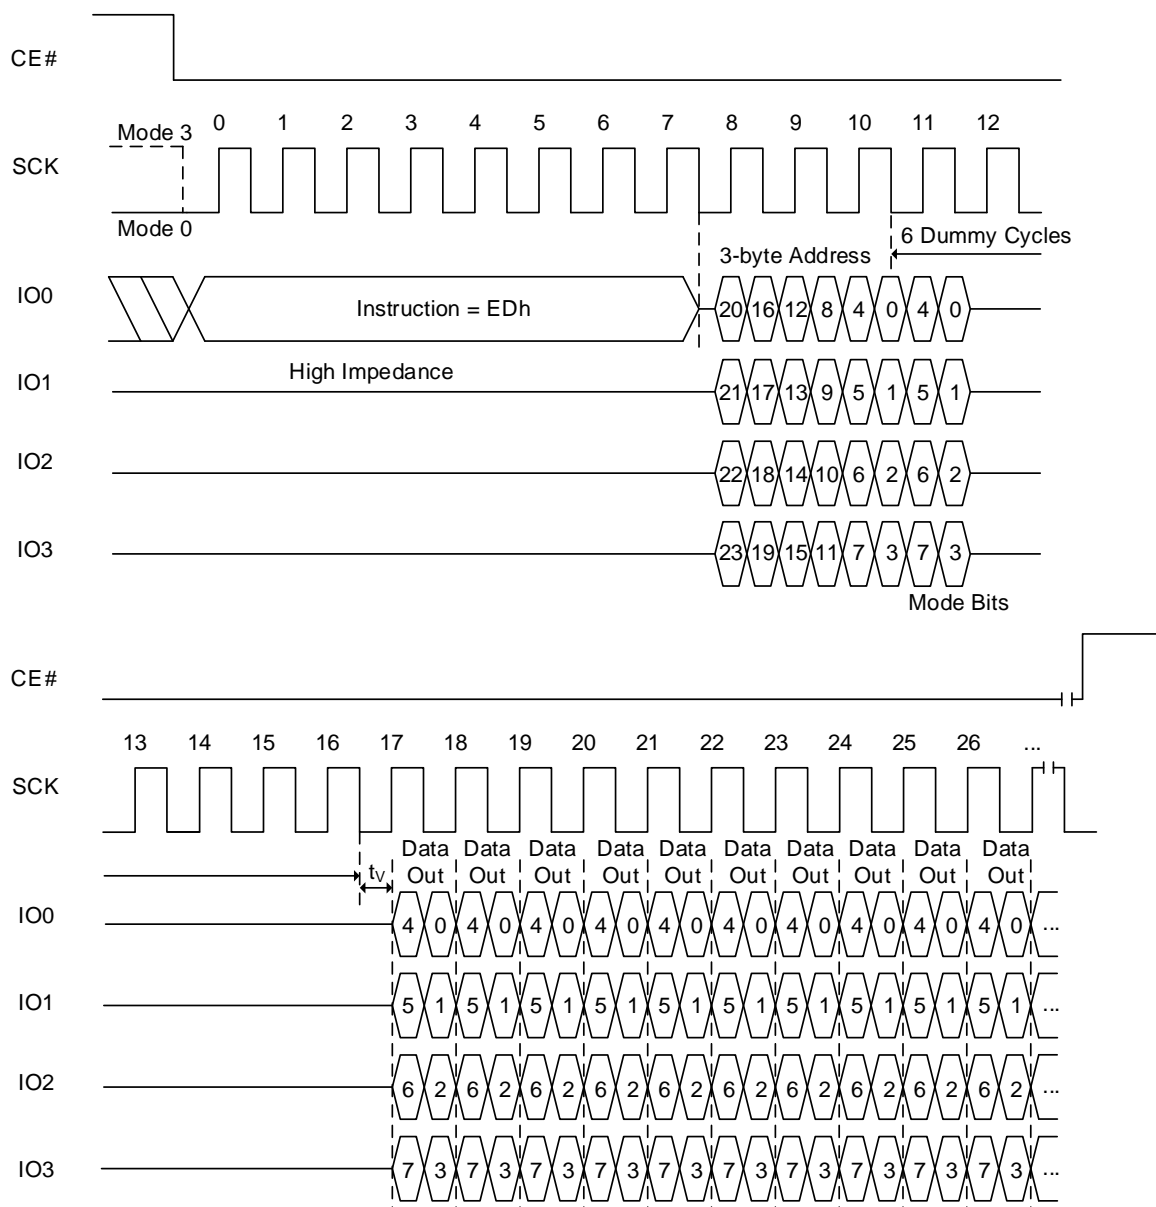 CE#
Mode 3 0 1 2 3 4 5 6 7 8 9 10 11 12
SCK
Mode 0
6 Dummy Cycles
3-byte Address
IO0 Instruction = EDh 20 16 12 8 4 0 4 0
High Impedance
IO1 21 17 13 9 5 1 5 1
IO2 22 18 14 10 6 2 6 2
IO3 23 19 15 11 7 3 7 3
Mode Bits
CE#
13 14 15 16 17 18 19 20 21 22 23 24 25 26 ...
SCK
Data Data Data Data Data Data Data Data Data Data
tV Out Out Out Out Out Out Out Out Out Out
IO0 4 0 4 0 4 0 4 0 4 0 4 0 4 0 4 0 4 0 4 0 ...
IO1 5 1 5 1 5 1 5 1 5 1 5 1 5 1 5 1 5 1 5 1 ...
IO2 6 2 6 2 6 2 6 2 6 2 6 2 6 2 6 2 6 2 6 2 ...
IO3 7 3 7 3 7 3 7 3 7 3 7 3 7 3 7 3 7 3 7 3 ...